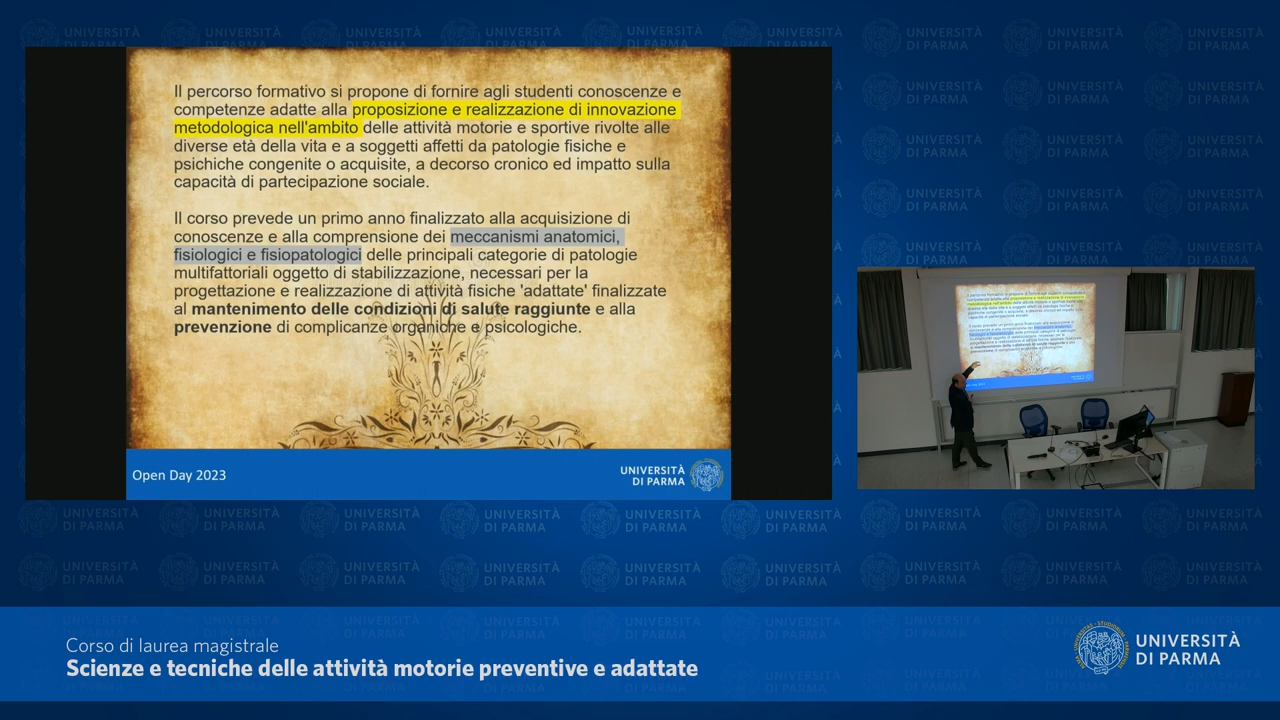 Il percorso formativo si propone di fornire agli studenti conoscenze e
competenze adatte alla proposizione e realizzazione di innovazione
metodologica nell'ambito delle attività motorie e sportive rivolte alle
diverse età della vita e a soggetti affetti da patologie fisiche e
psichiche congenite o acquisite, a decorso cronico ed impatto sulla
capacità di partecipazione sociale.
Il corso prevede un primo anno finalizzato alla acquisizione di
conoscenze e alla comprensione dei meccanismi anatomici,
fisiologici e fisiopatologici delle principali categorie di patologie
multifattoriali oggetto di stabilizzazione, necessari per la
progettazione e realizzazione di attività fisiche 'adattate' finalizzate
al mantenimento delle condizioni di salute raggiunte e alla
prevenzione di complicanze organiche e psicologiche.
Open Day 2023
UNIVERSITÀ
DI PARMA
Corso di laurea magistrale
Scienze e tecniche delle attività motorie preventive e adattate
UNIVERSITÀ
DI PARMA